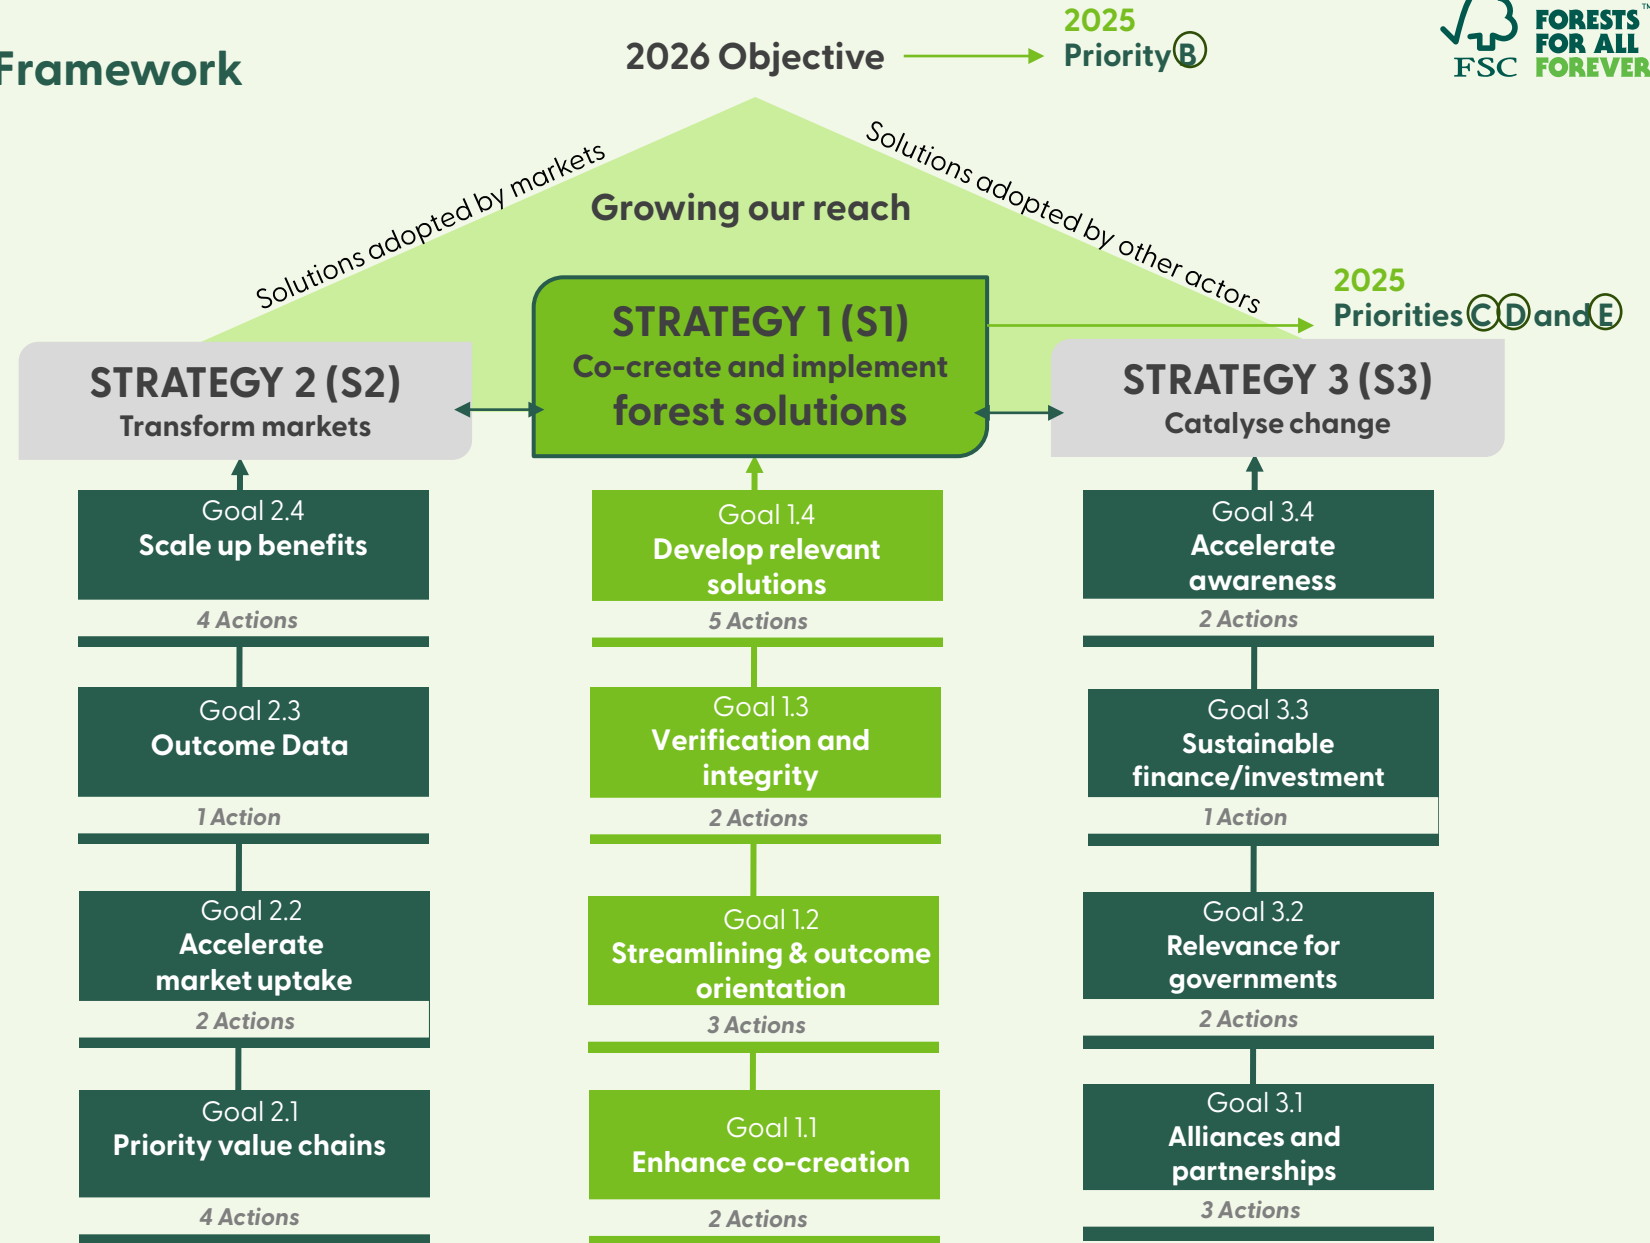 Framework
2026 Objective
2025
Priority B
FSC
FORESTS™
FOR ALL
FOREVER
Solutions adopted by markets
Solutions adopted by other actors
Growing our reach
2025
Priorities C D and E
STRATEGY 2 (S2)
Transform markets
STRATEGY 1 (S1)
Co-create and implement
forest solutions
STRATEGY 3 (S3)
Catalyse change
Goal 2.4
Scale up benefits
4 Actions
Goal 1.4
Develop relevant
solutions
5 Actions
Goal 3.4
Accelerate
awareness
2 Actions
Goal 2.3
Outcome Data
1 Action
Goal 1.3
Verification and
integrity
2 Actions
Goal 3.3
Sustainable
finance/investment
1 Action
Goal 2.2
Accelerate
market uptake
2 Actions
Goal 1.2
Streamlining & outcome
orientation
3 Actions
Goal 3.2
Relevance for
governments
2 Actions
Goal 2.1
Priority value chains
4 Actions
Goal 1.1
Enhance co-creation
2 Actions
Goal 3.1
Alliances and
partnerships
3 Actions